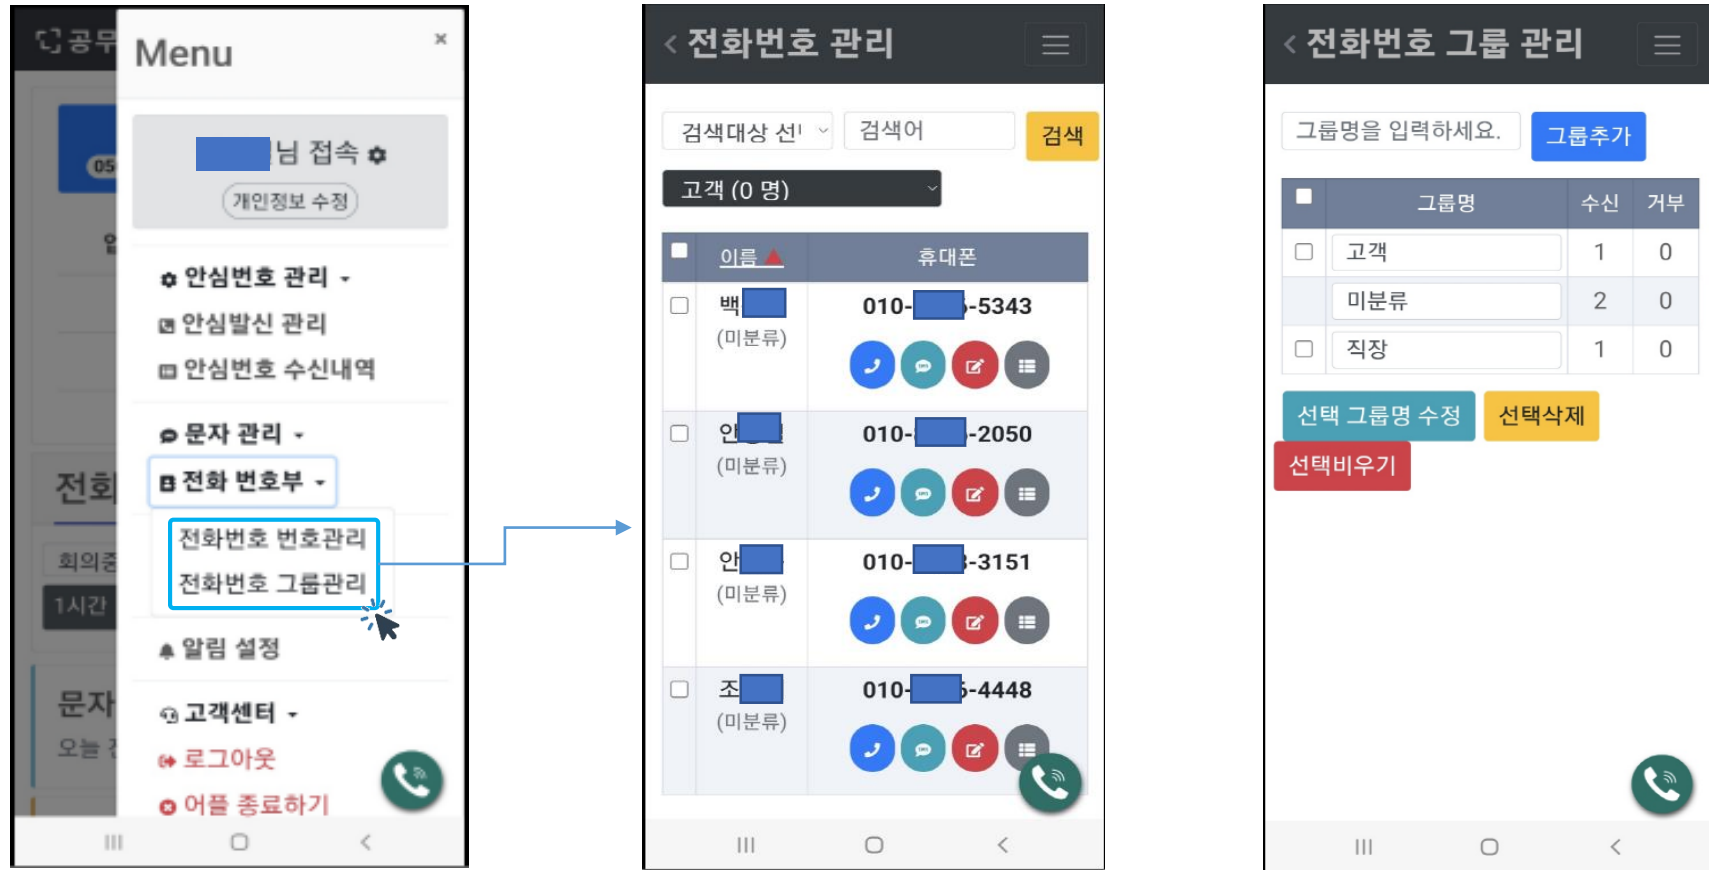 공무
Menu
×
님 접속
개인정보 수정
05
안심번호 관리
안심발신 관리
안심번호 수신내역
문자 관리
전화 번호부
전화번호 번호관리
전화번호 그룹관리
알림 설정
고객센터
로그아웃
어플 종료하기
전화
회의중
1시간
문자
오늘
전화번호 관리
검색어
검색
고객 (0 명)
이름 휴대폰
백 010- -5343
(미분류)
안 010- -2050
(미분류)
안 010- -3151
(미분류)
조 010- -4448
(미분류)
전화번호 그룹 관리
그룹명을 입력하세요. 그룹추가
그룹명 수신 거부
고객 1 0
미분류 2 0
직장 1 0
선택 그룹명 수정 선택삭제
선택비우기